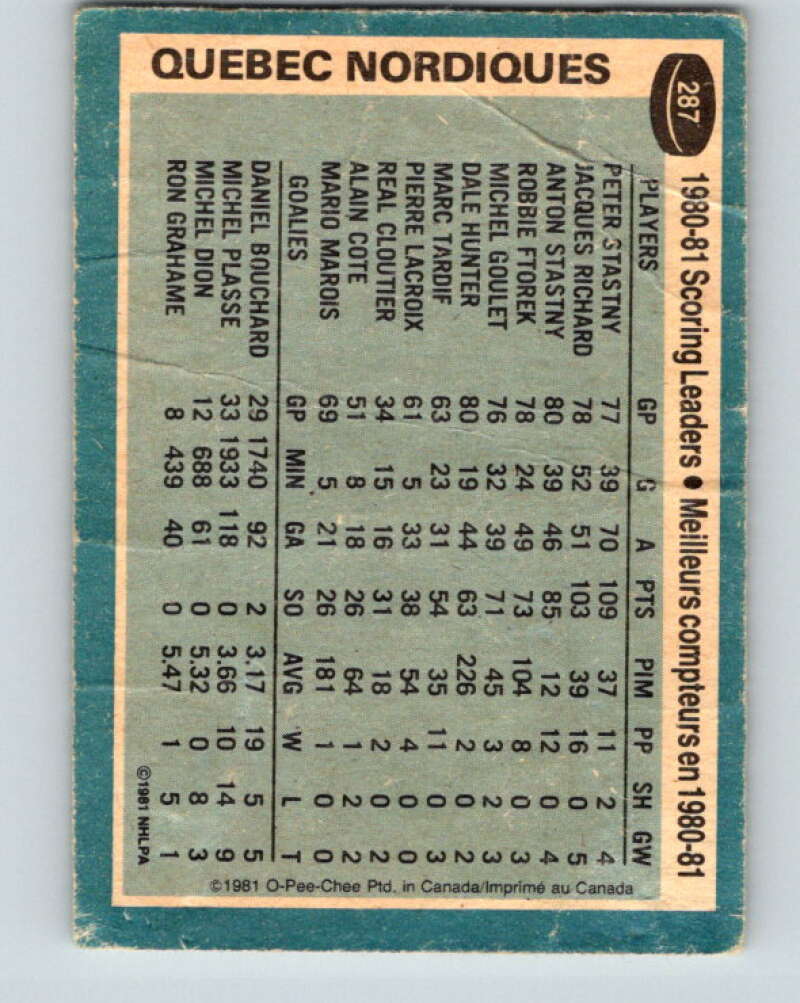 QUEBEC NORDIQUES
287
1980-81 Scoring Leaders • Meilleurs compteurs en 1980-81
PLAYERS GP G A PTS PIM PP SH GW
PETER STASTNY 77 39 70 109 37 11 2 4
JACQUES RICHARD 78 52 51 103 39 16 0 5
ANTON STASTNY 80 39 46 85 12 12 0 4
ROBBIE FTOREK 78 24 49 73 104 8 0 3
MICHEL GOULET 76 32 39 71 45 3 2 3
DALE HUNTER 80 19 44 63 226 2 0 2
MARC TARDIF 63 23 31 54 35 11 0 3
PIERRE LACROIX 61 5 33 38 54 4 0 0
REAL CLOUTIER 34 15 16 31 18 2 0 2
ALAIN COTE 51 8 18 26 64 1 2 2
MARIO MAROIS 69 5 21 26 181 1 0 0
GOALIES GP MIN GA SO AVG W L T
DANIEL BOUCHARD 29 1740 92 2 3.17 19 5 5
MICHEL PLASSE 33 1933 118 0 3.66 10 14 9
MICHEL DION 12 688 61 0 5.32 0 8 3
RON GRAHAME 8 439 40 0 5.47 1 5 1
©1981 NHLPA
©1981 O-Pee-Chee Ptd. in Canada/Imprimé au Canada